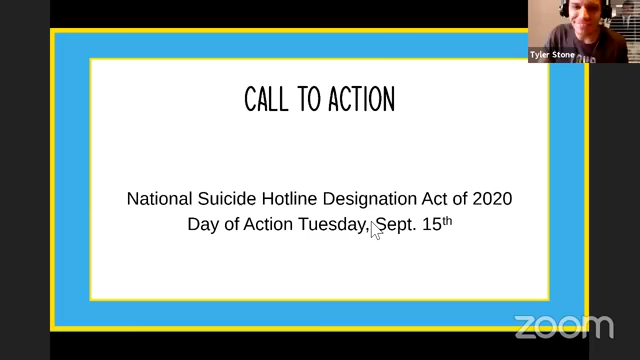 Tyler Stone
CALL TO ACTION
National Suicide Hotline Designation Act of 2020
Day of Action Tuesday, Sept. 15th
zoom